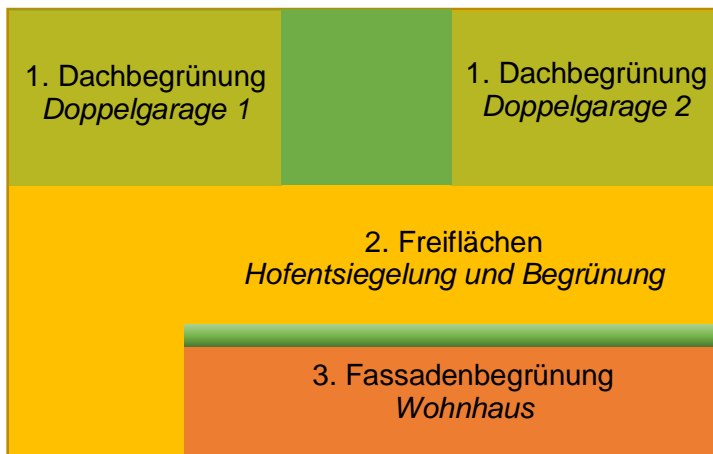 1. Dachbegrünung
Doppelgarage 1
1. Dachbegrünung
Doppelgarage 2
2. Freiflächen
Hofentsiegelung und Begrünung
3. Fassadenbegrünung
Wohnhaus